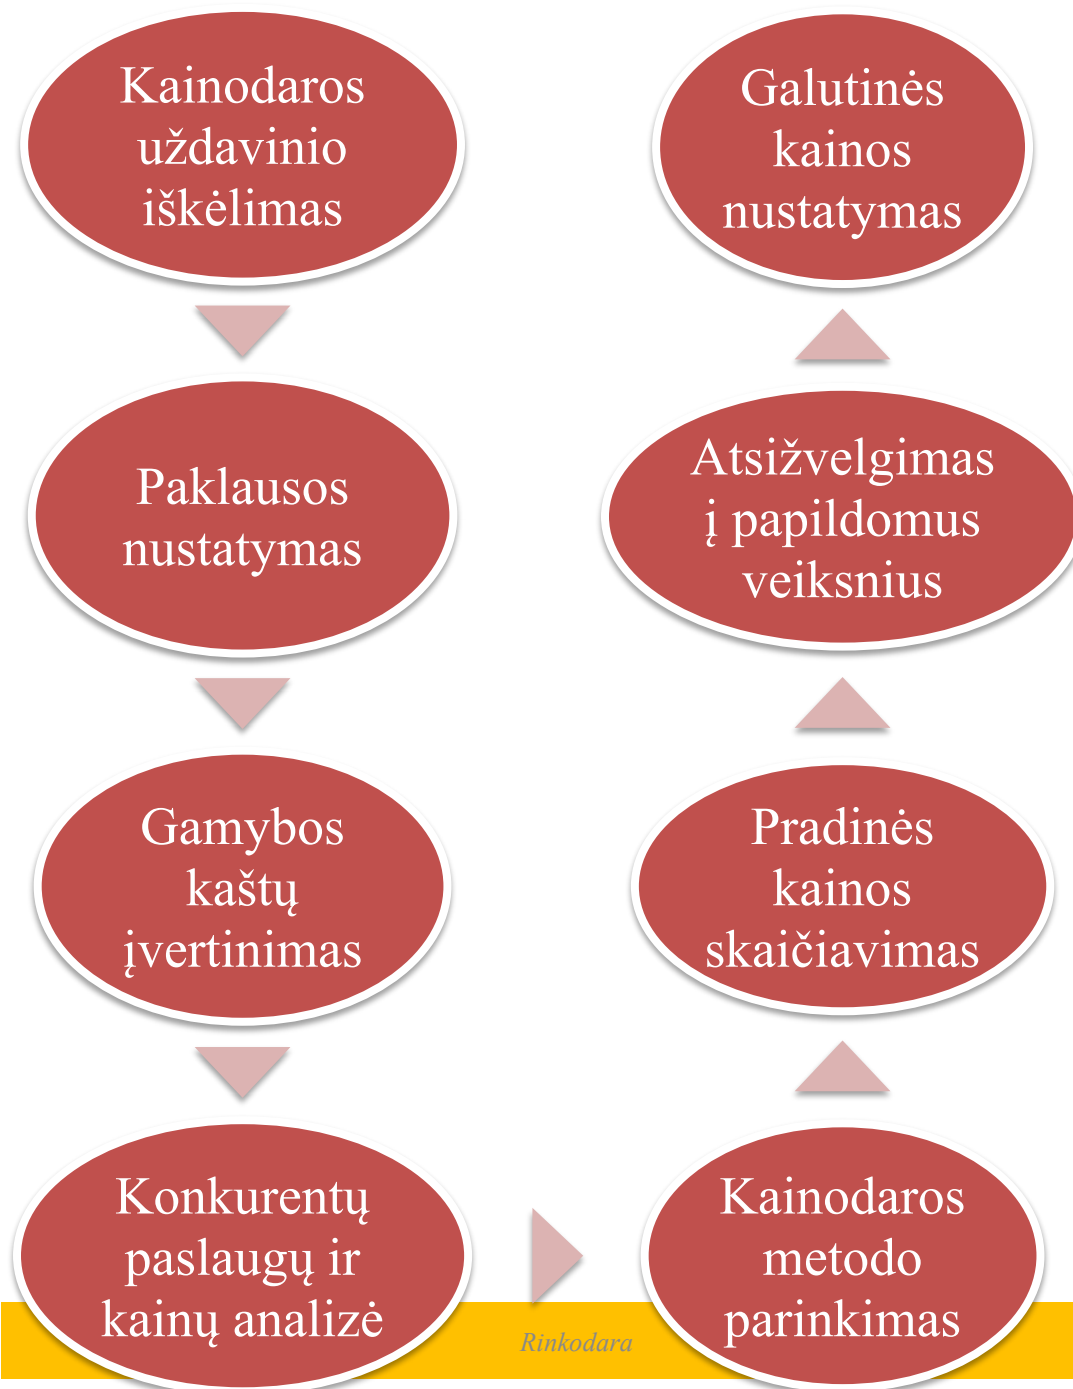 Kainodaros
uždavinio
iškėlimas
Paklausos
nustatymas
Gamybos
kaštų
įvertinimas
Konkurentų
paslaugų ir
kainų analizė
Kainodaros
metodo
parinkimas
Pradinės
kainos
skaičiavimas
Atsižvelgimas
į papildomus
veiksnius
Galutinės
kainos
nustatymas
Rinkodara